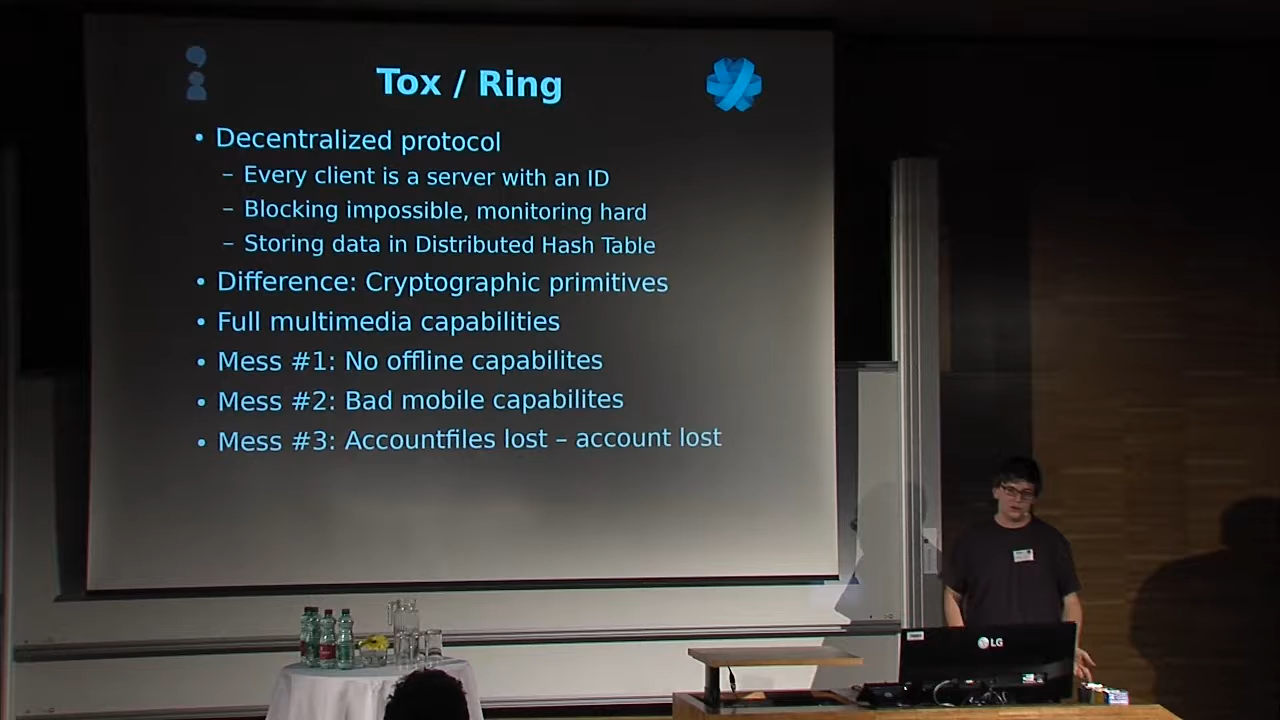 Tox / Ring
• Decentralized protocol
– Every client is a server with an ID
– Blocking impossible, monitoring hard
– Storing data in Distributed Hash Table
• Difference: Cryptographic primitives
• Full multimedia capabilities
• Mess #1: No offline capabilites
• Mess #2: Bad mobile capabilites
• Mess #3: Accountfiles lost – account lost
LG